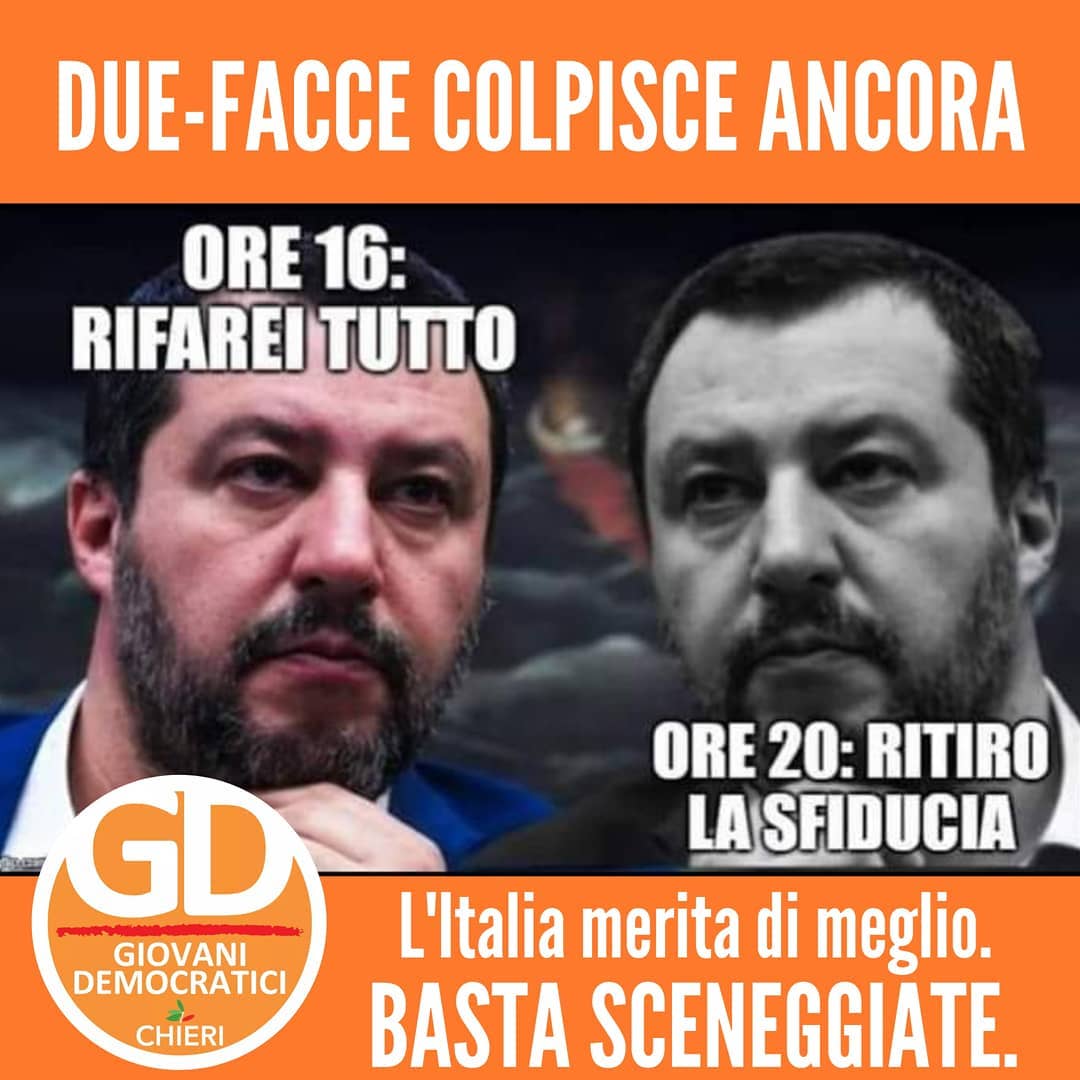 DUE-FACCE COLPISCE ANCORA
ORE 16:
RIFAREI TUTTO
ORE 20: RITIRO
LA SFIDUCIA
GD
GIOVANI
DEMOCRATICI
CHIERI
L'Italia merita di meglio.
BASTA SCENEGGIATE.